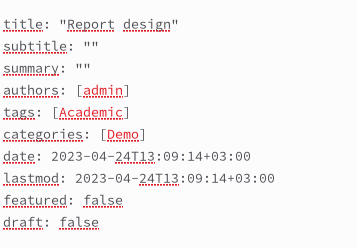 title: "Report design"
subtitle: ""
summary: ""
authors: [admin]
tags: [Academic]
categories: [Demo]
date: 2023-04-24T13:09:14+03:00
lastmod: 2023-04-24T13:09:14+03:00
featured: false
draft: false